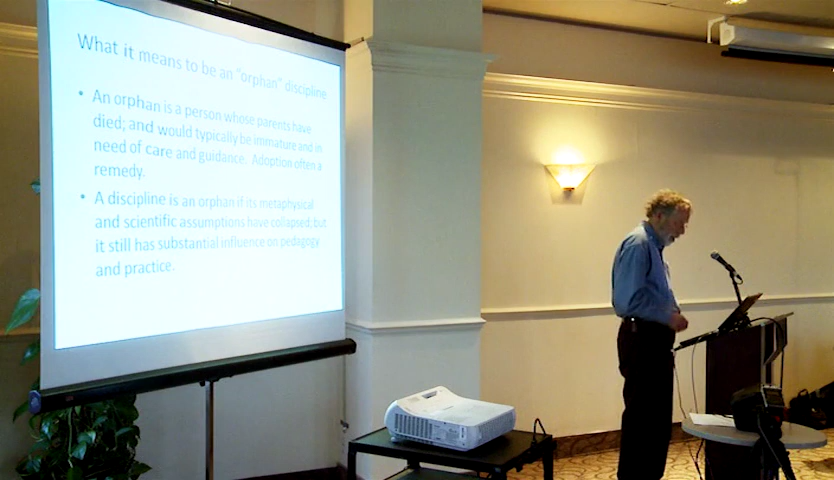 What it means to be an "orphan" discipline
• An orphan is a person whose parents have
died; and would typically be immature and in
need of care and guidance. Adoption often a
remedy.
• A discipline is an orphan if its metaphysical
and scientific assumptions have collapsed; but
it still has substantial influence on pedagogy
and practice.